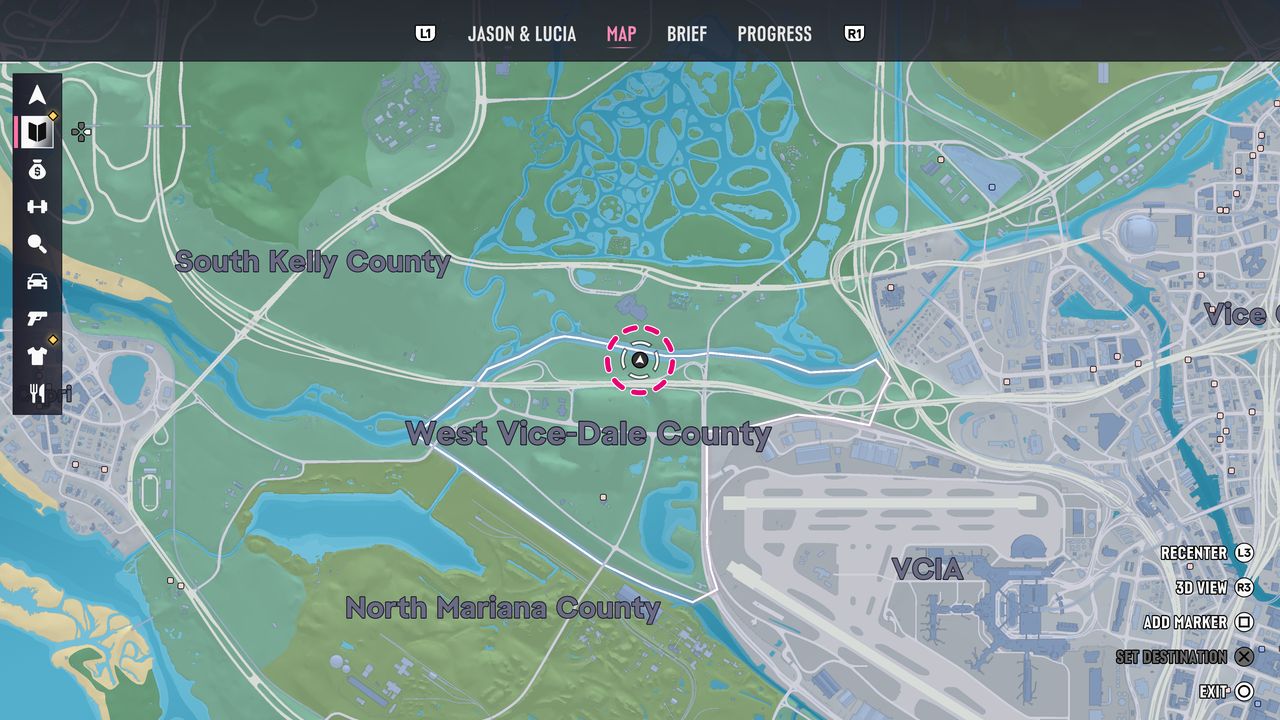 L1 JASON & LUCIA MAP BRIEF PROGRESS R1
South Kelly County
Vice
West Vice-Dale County
VCIA
North Mariana County
RECENTER L3
3D VIEW R3
ADD MARKER
SET DESTINATION
EXIT